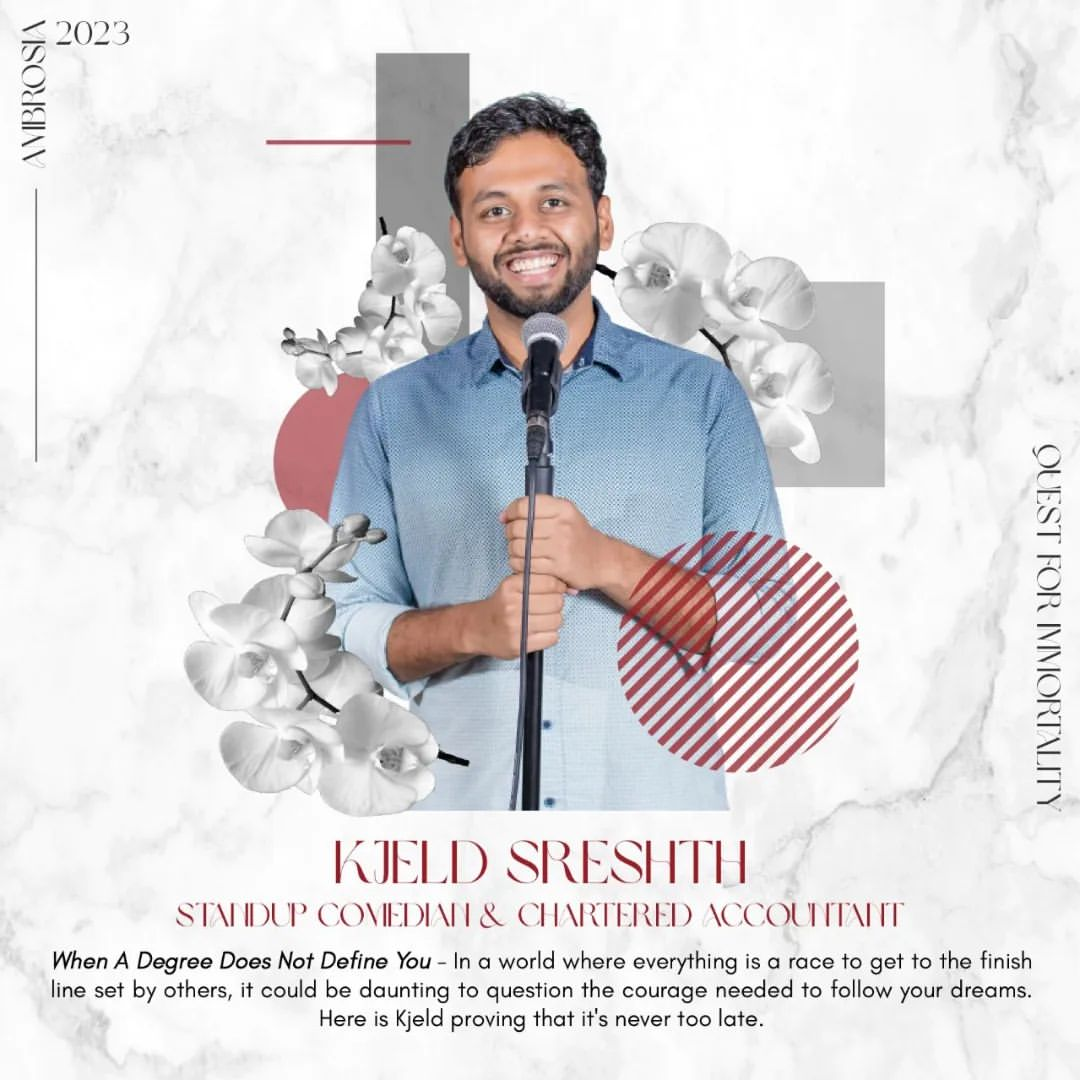 AMBROSIA
2023
QUEST FOR IMMORTALITY
KJELD SRESHTH
STANDUP COMEDIAN & CHARTERED ACCOUNTANT
When A Degree Does Not Define You - In a world where everything is a race to get to the finish
line set by others, it could be daunting to question the courage needed to follow your dreams.
Here is Kjeld proving that it's never too late.